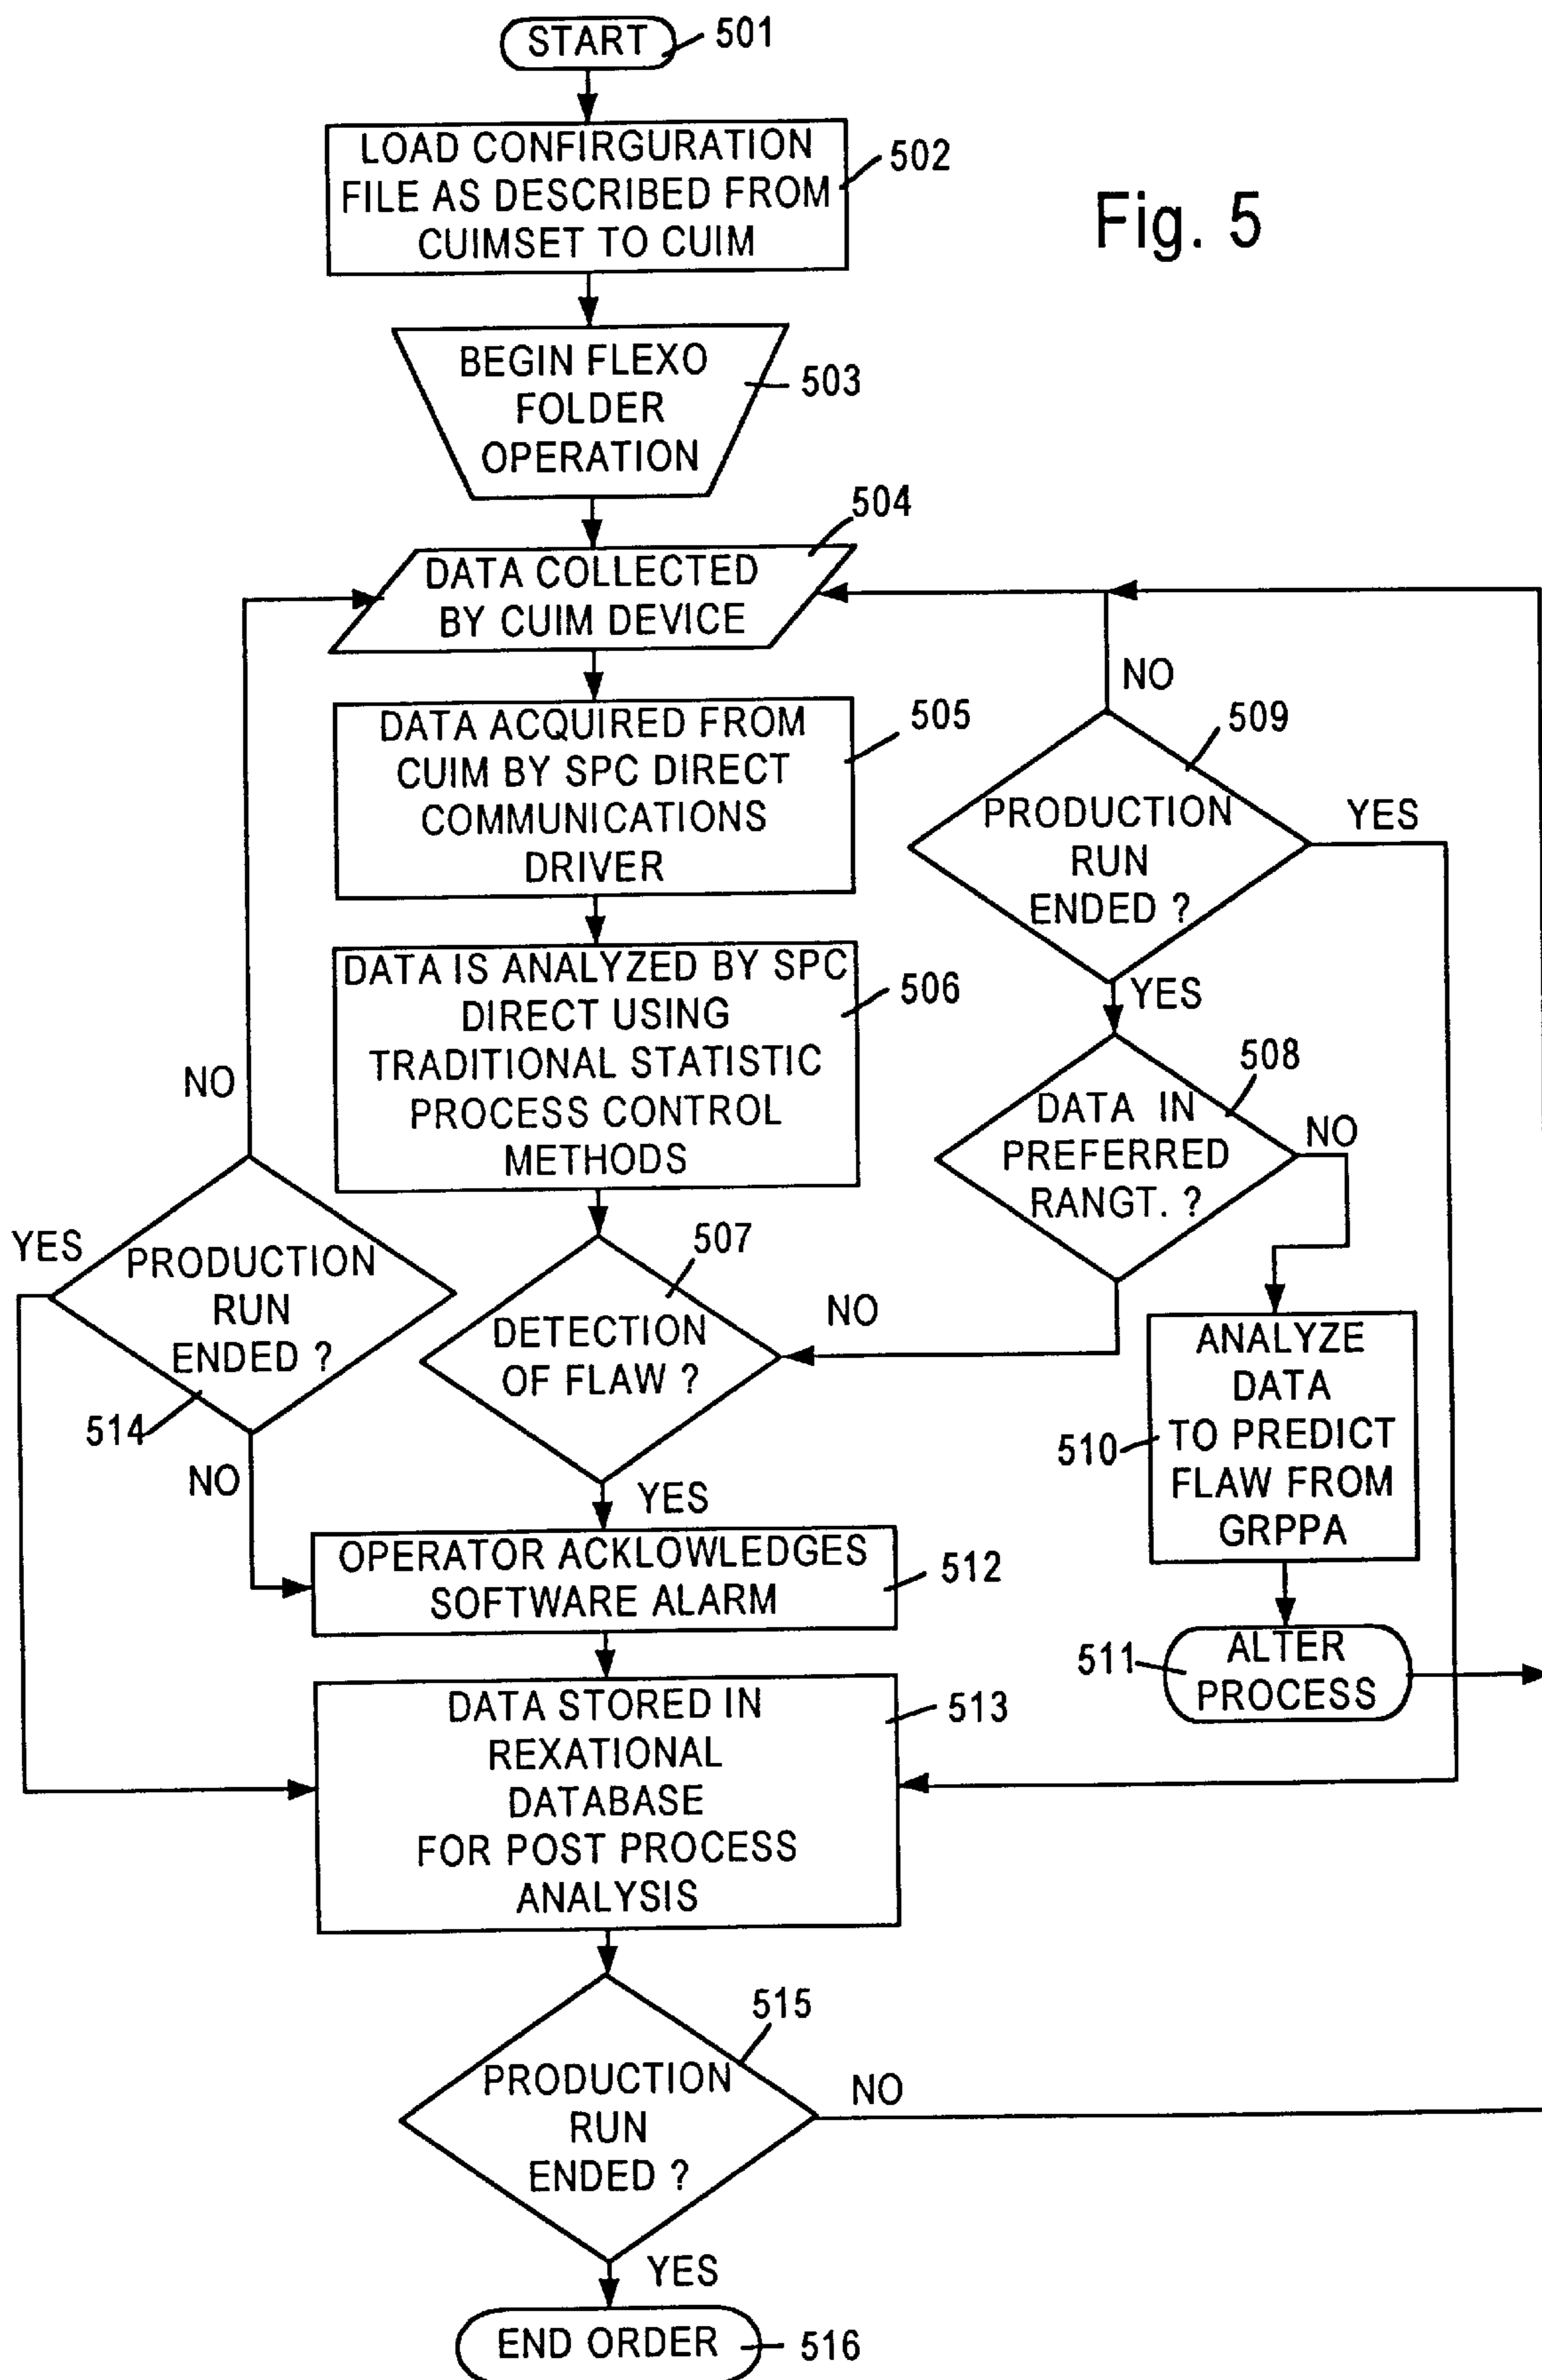 START
501
LOAD CONFIRGURATION
FILE AS DESCRIBED FROM
CUIMSET TO CUIM
502
Fig. 5
BEGIN FLEXO
FOLDER
OPERATION
503
504
DATA COLLECTED
BY CUIM DEVICE
NO
DATA ACQUIRED FROM
CUIM BY SPC DIRECT
COMMUNICATIONS
DRIVER
505
509
PRODUCTION
RUN
ENDED ?
YES
YES
DATA IS ANALYZED BY SPC
DIRECT USING
TRADITIONAL STATISTIC
PROCESS CONTROL
METHODS
506
508
DATA IN
PREFERRED
RANGT. ?
NO
NO
YES
PRODUCTION
RUN
ENDED ?
514
NO
507
DETECTION
OF FLAW ?
NO
YES
ANALYZE
DATA
TO PREDICT
FLAW FROM
GRPPA
510
OPERATOR ACKLOWLEDGES
SOFTWARE ALARM
512
511
ALTER
PROCESS
DATA STORED IN
REXATIONAL
DATABASE
FOR POST PROCESS
ANALYSIS
513
515
PRODUCTION
RUN
ENDED ?
NO
YES
END ORDER
516